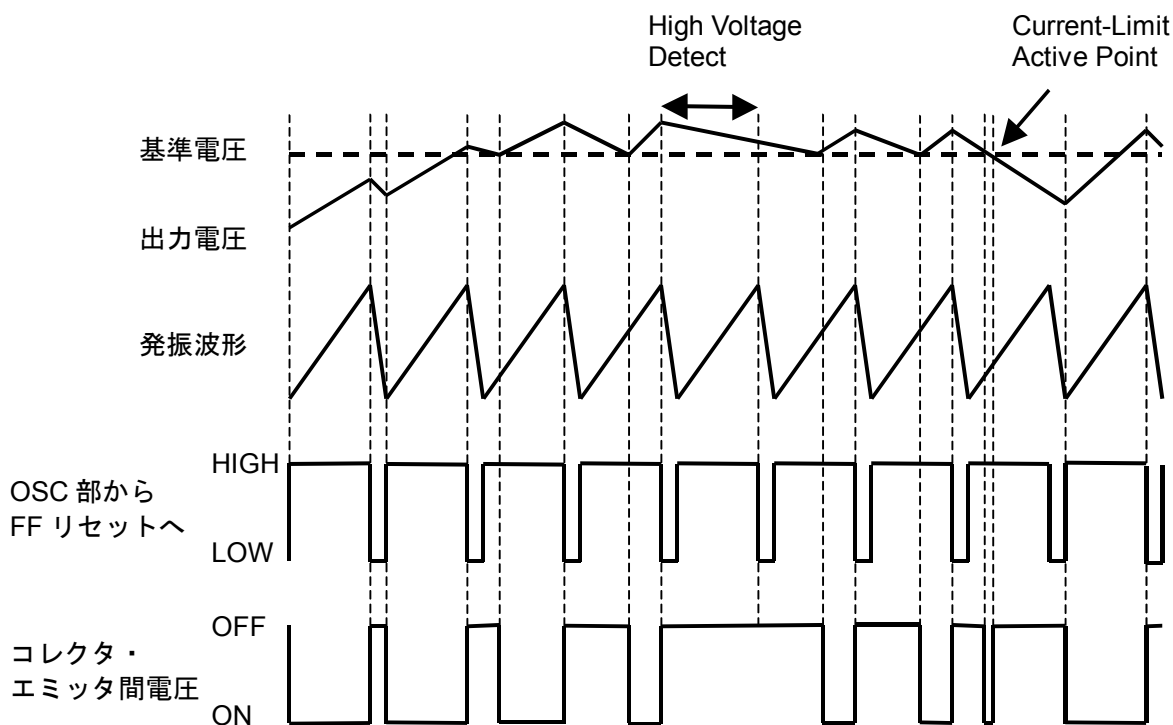 High Voltage
Detect
Current-Limit
Active Point
基準電圧
出力電圧
発振波形
HIGH
OSC 部から
FF リセットへ
LOW
OFF
コレクタ・
エミッタ間電圧
ON